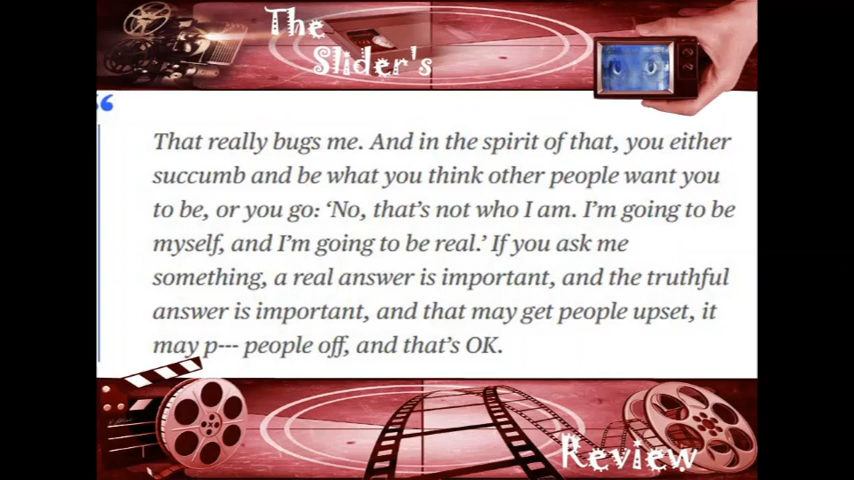 The
Slider's
“
That really bugs me. And in the spirit of that, you either
succumb and be what you think other people want you
to be, or you go: ‘No, that’s not who I am. I’m going to be
myself, and I’m going to be real.’ If you ask me
something, a real answer is important, and the truthful
answer is important, and that may get people upset, it
may p--- people off, and that’s OK.
Review